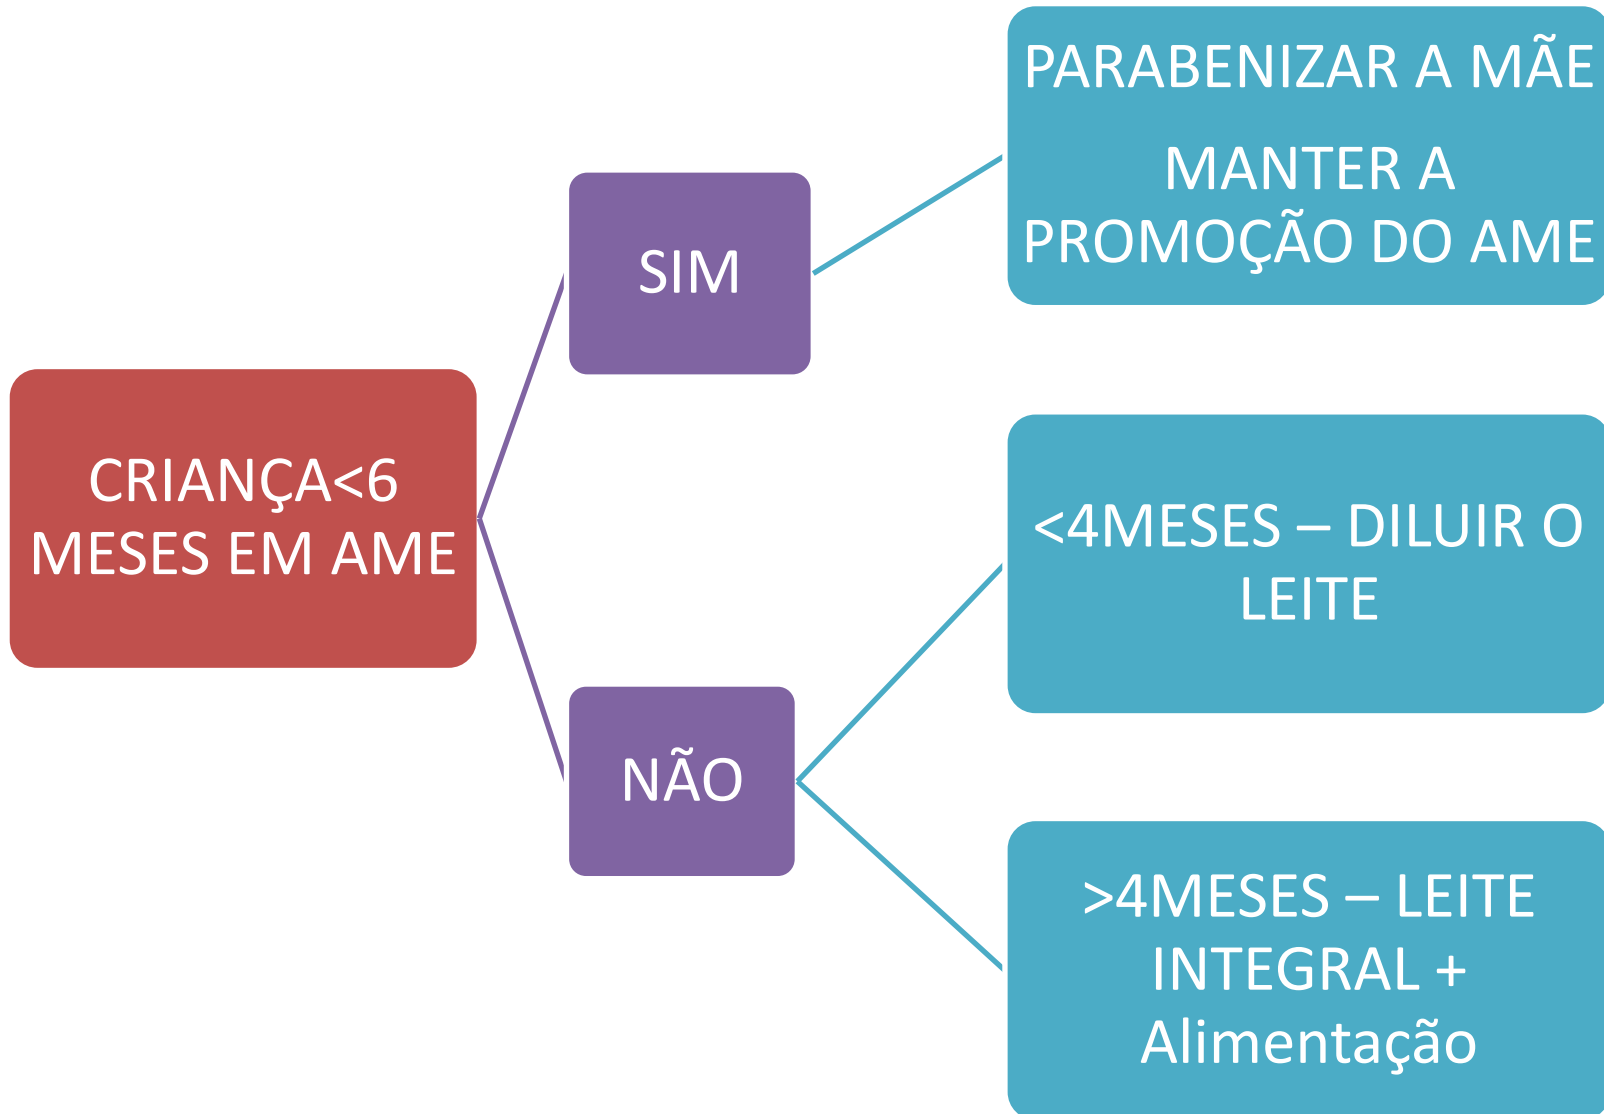 CRIANÇA<6
MESES EM AME
SIM
NÃO
PARABENIZAR A MÃE
MANTER A
PROMOÇÃO DO AME
<4MESES – DILUIR O
LEITE
>4MESES – LEITE
INTEGRAL +
Alimentação